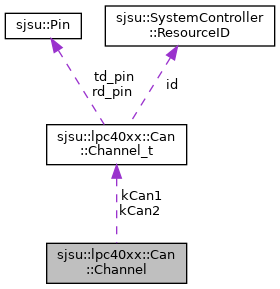 sjsu::Pin
sjsu::SystemController
::ResourceID
td_pin
rd_pin
id
sjsu::lpc40xx::Can
::Channel_t
kCan1
kCan2
sjsu::lpc40xx::Can
::Channel